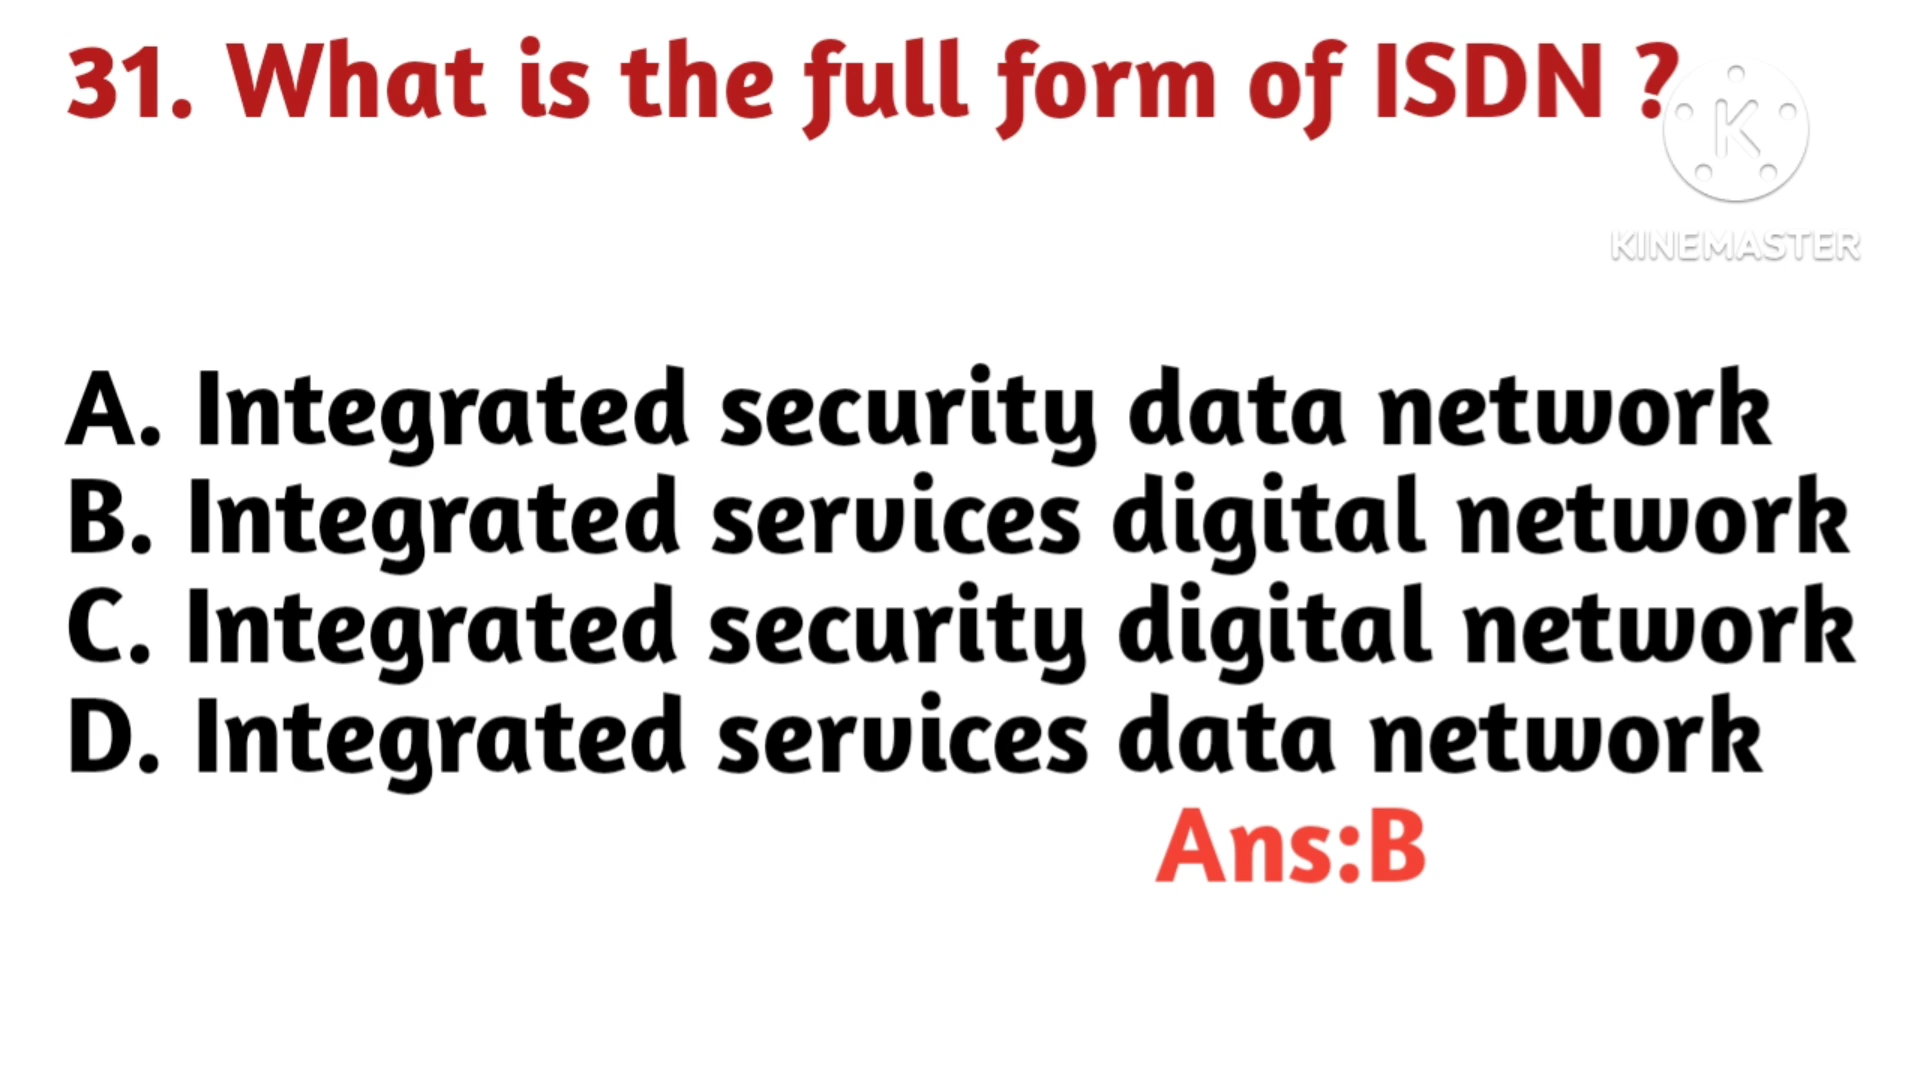 31. What is the full form of ISDN ?
K
KINEMASTER
A. Integrated security data network
B. Integrated services digital network
C. Integrated security digital network
D. Integrated services data network
Ans:B